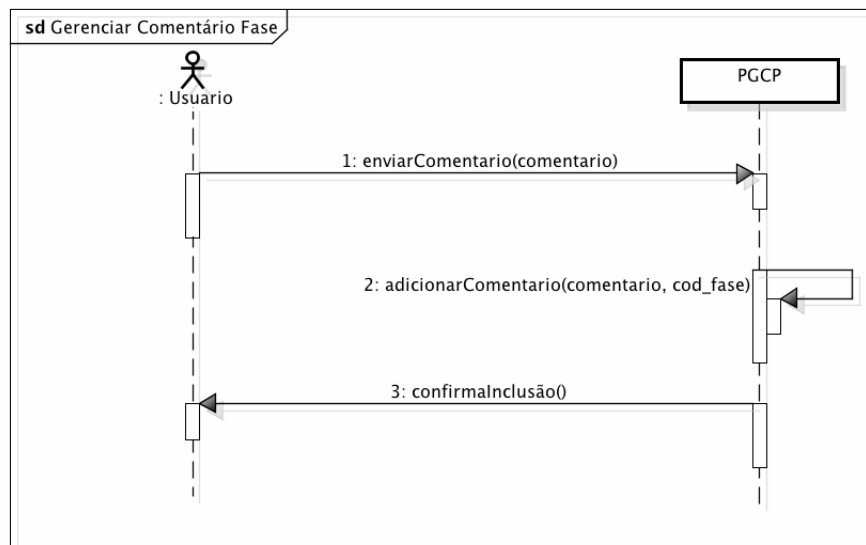 sd Gerenciar Comentário Fase
: Usuario
PGCP
1: enviarComentario(comentario)
2: adicionarComentario(comentario, cod_fase)
3: confirmaInclusão()